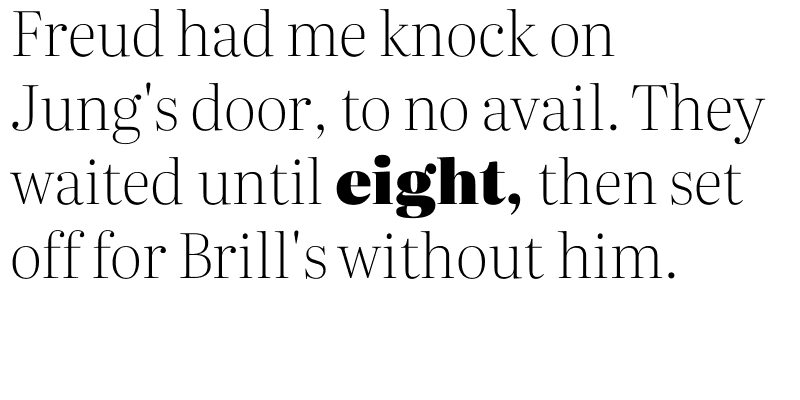 Freud had me knock on
Jung's door, to no avail. They
waited until eight, then set
off for Brill's without him.